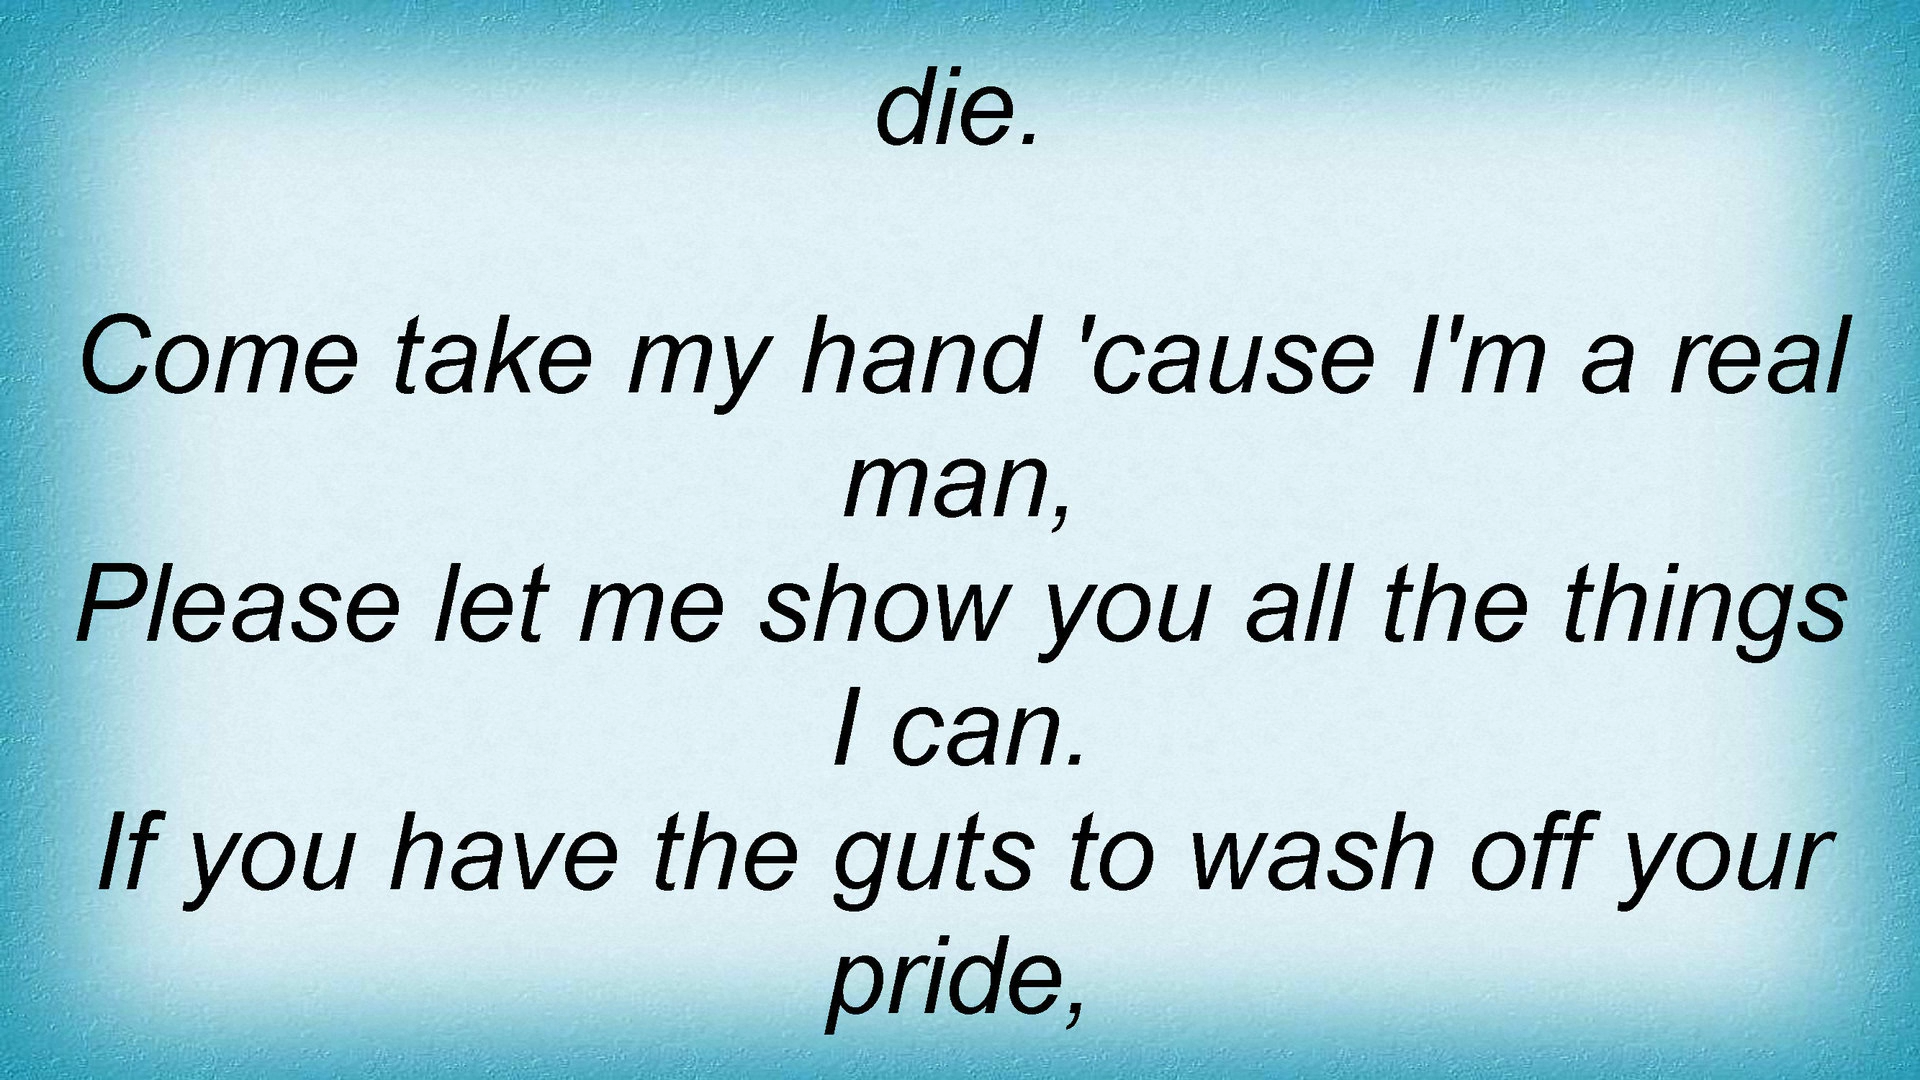 die.
Come take my hand 'cause I'm a real
man,
Please let me show you all the things
I can.
If you have the guts to wash off your
pride,